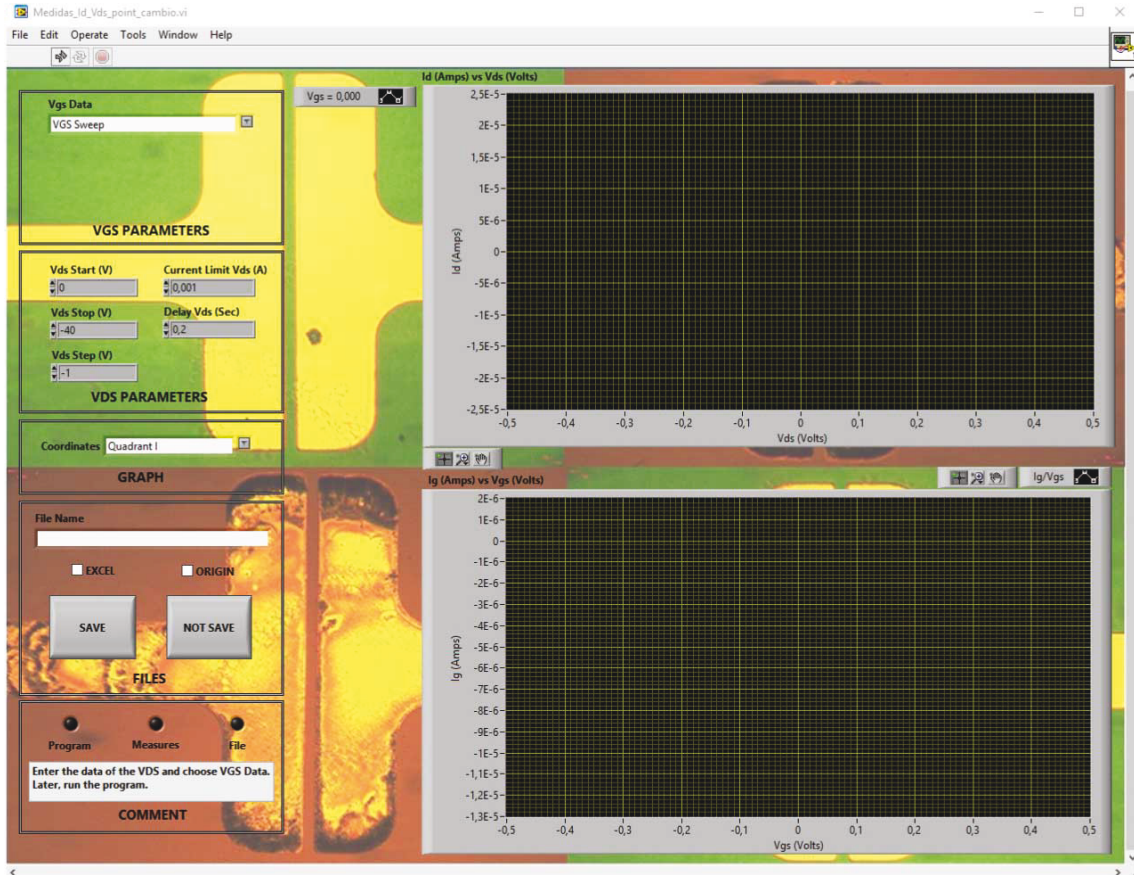 Medidas_Id_Vds_point_cambio.vi
File Edit Operate Tools Window Help
Vgs Data
VGS Sweep
VGS PARAMETERS
Vds Start (V) Current Limit Vds (A)
0 0,001
Vds Stop (V) Delay Vds (Sec)
-40 0,2
Vds Step (V)
-1
VDS PARAMETERS
Coordinates Quadrant I
GRAPH
File Name
EXCEL ORIGIN
SAVE NOT SAVE
FILES
Program Measures File
Enter the data of the VDS and choose VGS Data.
Later, run the program.
COMMENT
Vgs = 0,000
Id (Amps) vs Vds (Volts)
2,5E-5
2E-5
1,5E-5
1E-5
5E-6
0
-5E-6
-1E-5
-1,5E-5
-2E-5
-2,5E-5
Id (Amps)
-0,5 -0,4 -0,3 -0,2 -0,1 0 0,1 0,2 0,3 0,4 0,5
Vds (Volts)
Ig (Amps) vs Vgs (Volts)
Ig/Vgs
2E-6
1E-6
0
-1E-6
-2E-6
-3E-6
-4E-6
-5E-6
-6E-6
-7E-6
-8E-6
-9E-6
-1E-5
-1,1E-5
-1,2E-5
-1,3E-5
Ig (Amps)
-0,5 -0,4 -0,3 -0,2 -0,1 0 0,1 0,2 0,3 0,4 0,5
Vgs (Volts)